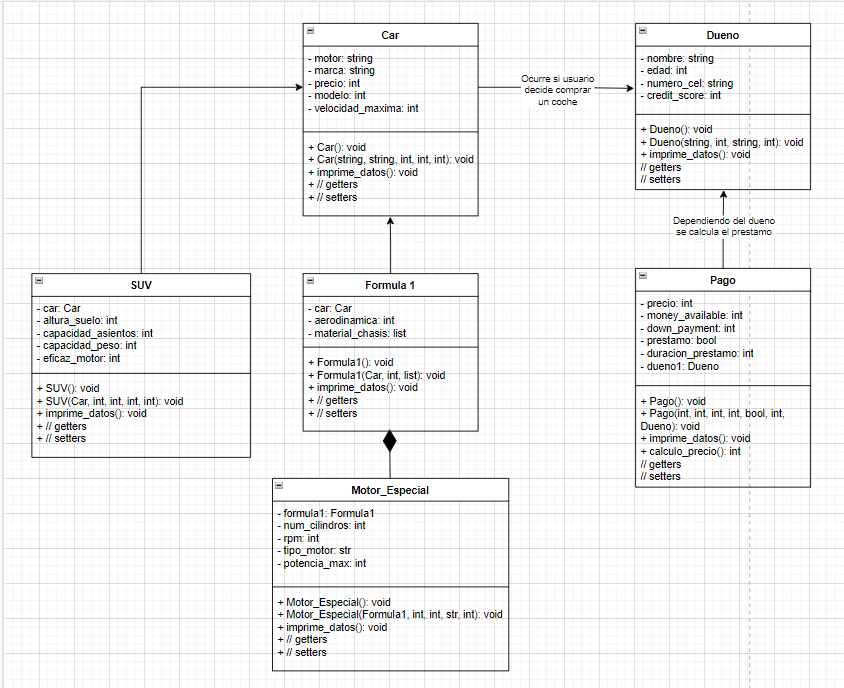 Car
- motor: string
- marca: string
- precio: int
- modelo: int
- velocidad_maxima: int
+ Car(): void
+ Car(string, string, int, int, int): void
+ imprime_datos(): void
+ // getters
+ // setters
Ocurre si usuario
decide comprar
un coche
Dueno
- nombre: string
- edad: int
- numero_cel: string
- credit_score: int
+ Dueno(): void
+ Dueno(string, int, string, int): void
+ imprime_datos(): void
// getters
// setters
Dependiendo del dueno
se calcula el prestamo
SUV
- car: Car
- altura_suelo: int
- capacidad_asientos: int
- capacidad_peso: int
- eficaz_motor: int
+ SUV(): void
+ SUV(Car, int, int, int, int): void
+ imprime_datos(): void
+ // getters
+ // setters
Formula 1
- car: Car
- aerodinamica: int
- material_chasis: list
+ Formula1(): void
+ Formula1(Car, int, list): void
+ imprime_datos(): void
+ // getters
+ // setters
Pago
- precio: int
- money_available: int
- down_payment: int
- prestamo: bool
- duracion_prestamo: int
- dueno1: Dueno
+ Pago(): void
+ Pago(int, int, int, int, bool, int,
Dueno): void
+ imprime_datos(): void
+ calculo_precio(): int
// getters
// setters
Motor_Especial
- formula1: Formula1
- num_cilindros: int
- rpm: int
- tipo_motor: str
- potencia_max: int
+ Motor_Especial(): void
+ Motor_Especial(Formula1, int, int, str, int): void
+ imprime_datos(): void
+ // getters
+ // setters